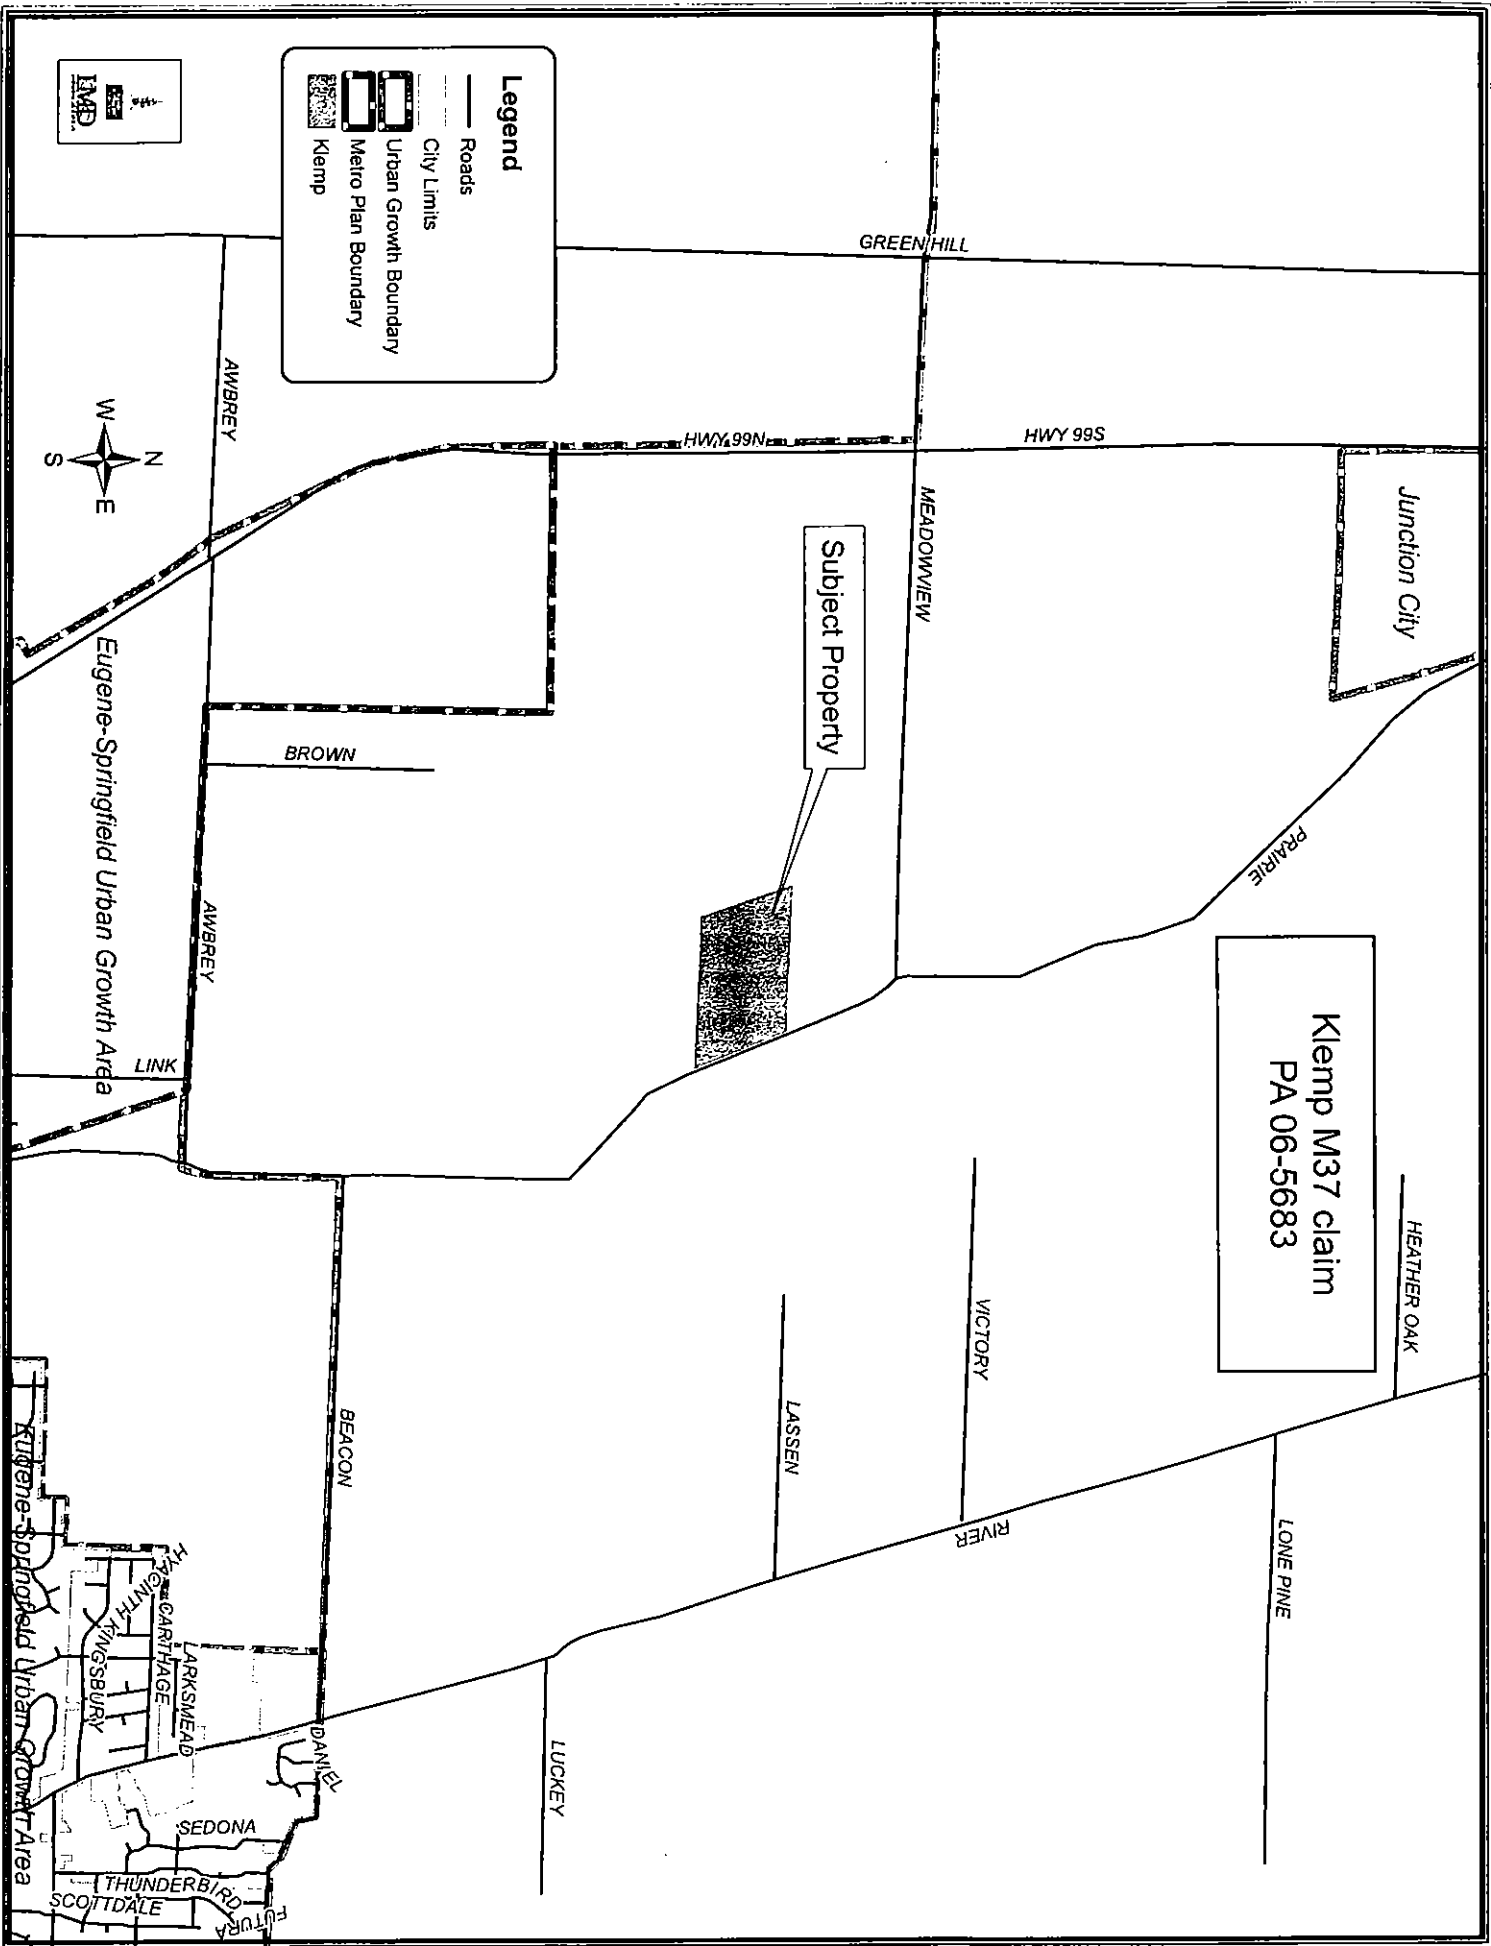 Klemp M37 claim
PA 06-5683
Junction City
Subject Property
GREEN HILL
HWY 99S
HWY 99N
MEADOWVIEW
PRAIRIE
HEATHER OAK
VICTORY
LASSEN
LONE PINE
RIVER
LUCKEY
BEACON
BROWN
AWBREY
AWBREY
LINK
DANIEL
LARKSMEAD
CARTHAGE
HYACINTH
KINGSBURY
SEDONA
THUNDERBIRD
SCOTTDALE
FUTURA
Eugene-Springfield Urban Growth Area
Eugene-Springfield Urban Growth Area
Legend
Roads
City Limits
Urban Growth Boundary
Metro Plan Boundary
Klemp
N
W
E
S
LMD